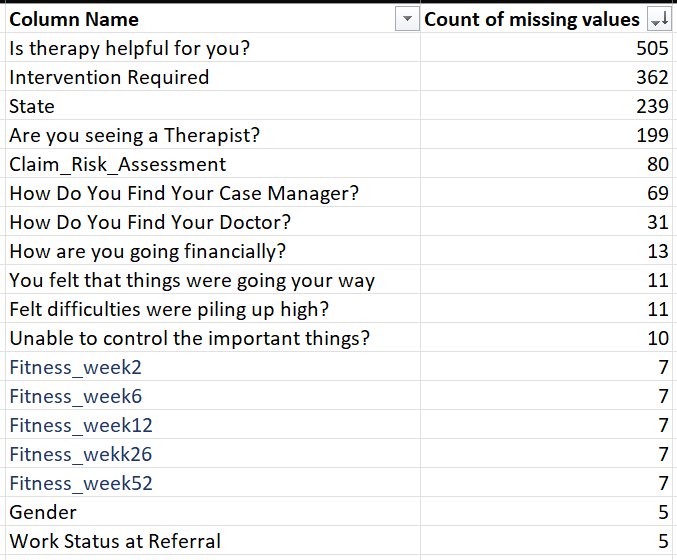 Column Name Count of missing values
Is therapy helpful for you? 505
Intervention Required 362
State 239
Are you seeing a Therapist? 199
Claim_Risk_Assessment 80
How Do You Find Your Case Manager? 69
How Do You Find Your Doctor? 31
How are you going financially? 13
You felt that things were going your way 11
Felt difficulties were piling up high? 11
Unable to control the important things? 10
Fitness_week2 7
Fitness_week6 7
Fitness_week12 7
Fitness_wekk26 7
Fitness_week52 7
Gender 5
Work Status at Referral 5